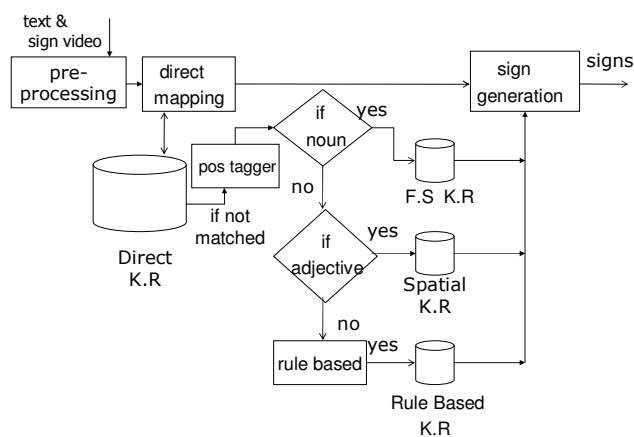 text &
sign video
pre-
processing
direct
mapping
sign
generation
signs
if
noun
yes
pos tagger
F.S K.R
no
if not
matched
Direct
K.R
if
adjective
yes
Spatial
K.R
no
rule based
yes
Rule Based
K.R